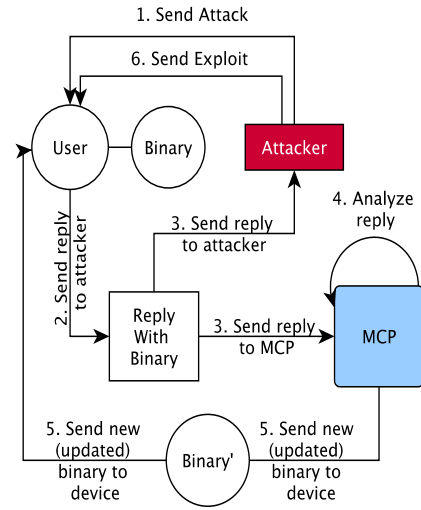 1. Send Attack
6. Send Exploit
User
Binary
Attacker
2. Send reply
to attacker
3. Send reply
to attacker
4. Analyze
reply
Reply
With
Binary
3. Send reply
to MCP
MCP
5. Send new
(updated)
binary to
device
Binary'
5. Send new
(updated)
binary to
device